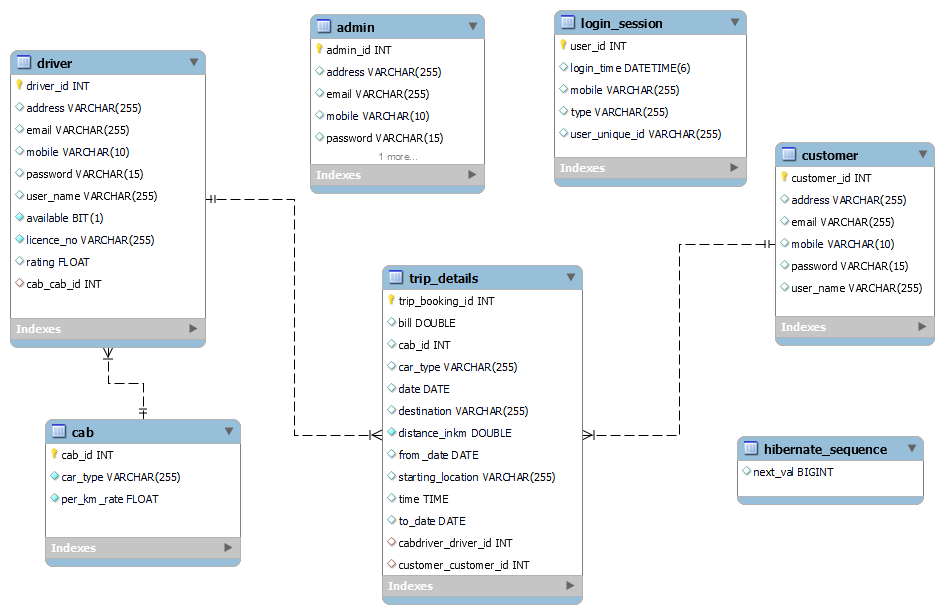 driver
driver_id INT
address VARCHAR(255)
email VARCHAR(255)
mobile VARCHAR(10)
password VARCHAR(15)
user_name VARCHAR(255)
available BIT(1)
licence_no VARCHAR(255)
rating FLOAT
cab_cab_id INT
Indexes
admin
admin_id INT
address VARCHAR(255)
email VARCHAR(255)
mobile VARCHAR(10)
password VARCHAR(15)
1 more...
Indexes
login_session
user_id INT
login_time DATETIME(6)
mobile VARCHAR(255)
type VARCHAR(255)
user_unique_id VARCHAR(255)
Indexes
customer
customer_id INT
address VARCHAR(255)
email VARCHAR(255)
mobile VARCHAR(10)
password VARCHAR(15)
user_name VARCHAR(255)
Indexes
trip_details
trip_booking_id INT
bill DOUBLE
cab_id INT
car_type VARCHAR(255)
date DATE
destination VARCHAR(255)
distance_inkm DOUBLE
from_date DATE
starting_location VARCHAR(255)
time TIME
to_date DATE
cabdriver_driver_id INT
customer_customer_id INT
Indexes
cab
cab_id INT
car_type VARCHAR(255)
per_km_rate FLOAT
Indexes
hibernate_sequence
next_val BIGINT